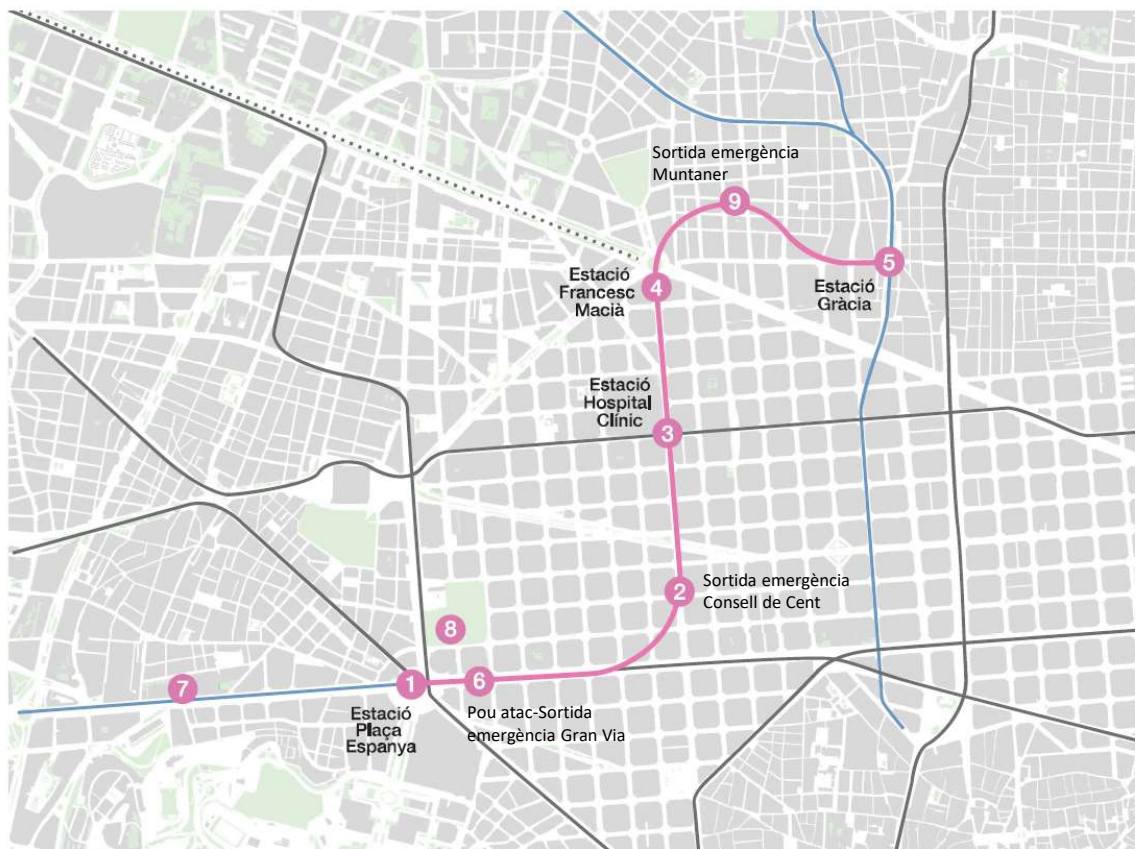 Sortida emergència
Muntaner
9
5
Estació
Gràcia
Estació
Francesc
Macià
4
Estació
Hospital
Clínic
3
2
Sortida emergència
Consell de Cent
8
7
1
6
Estació
Plaça
Espanya
Pou atac-Sortida
emergència Gran Via